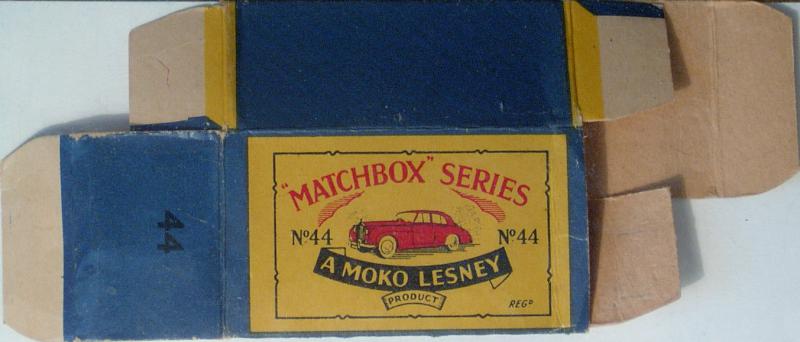 "MATCHBOX" SERIES
Nº44 Nº44
A MOKO LESNEY
PRODUCT
REGD
44